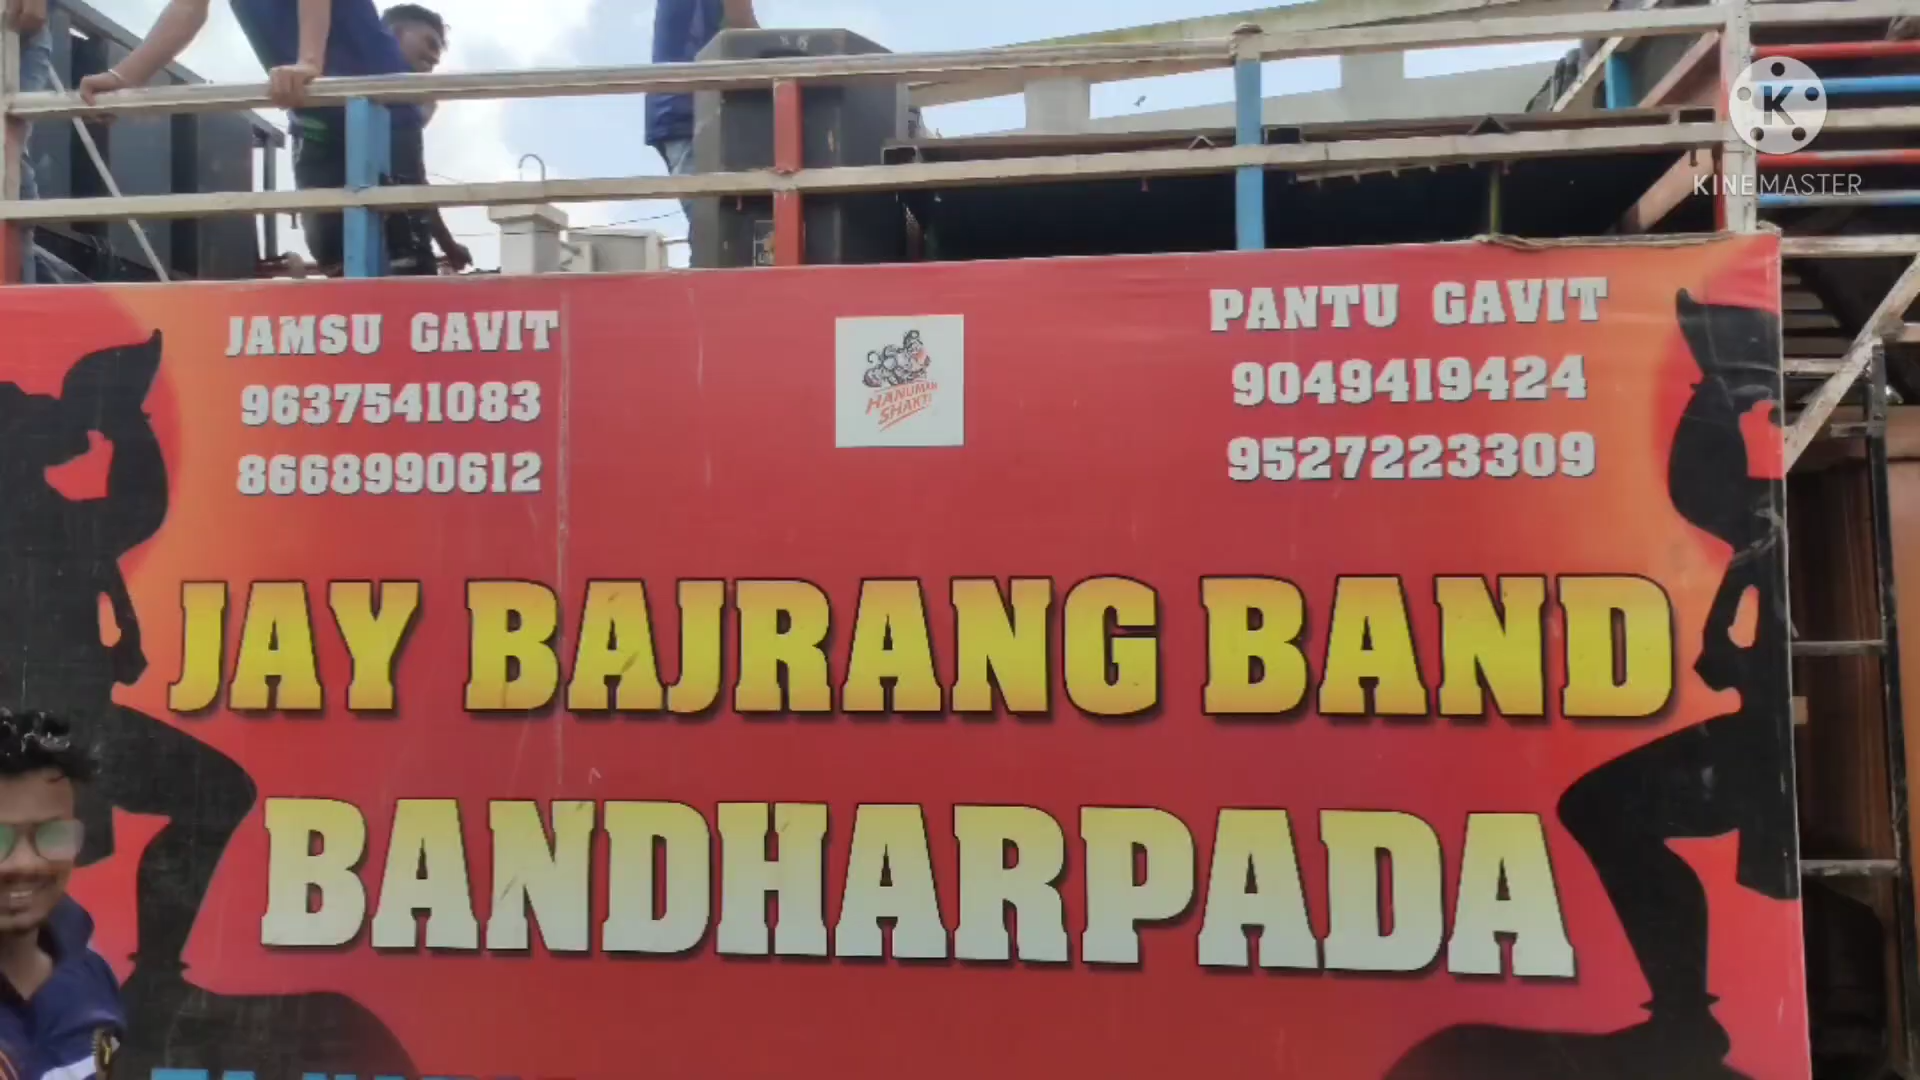 KINEMASTER
JAMSU GAVIT
9637541083
8668990612
HANUMAN
SHAKTI
PANTU GAVIT
9049419424
9527223309
JAY BAJRANG BAND
BANDHARPADA